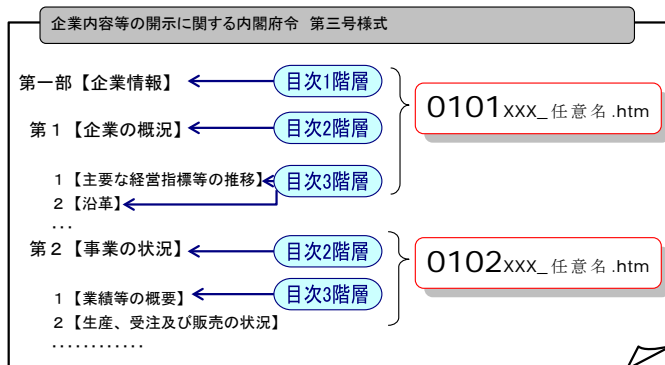 企業内容等の開示に関する内閣府令 第三号様式
第一部【企業情報】
目次1階層
0101XXX_任意名.htm
第1【企業の概況】
目次2階層
1【主要な経営指標等の推移】
目次3階層
2【沿革】
...
第2【事業の状況】
目次2階層
0102XXX_任意名.htm
1【業績等の概要】
目次3階層
2【生産、受注及び販売の状況】
............